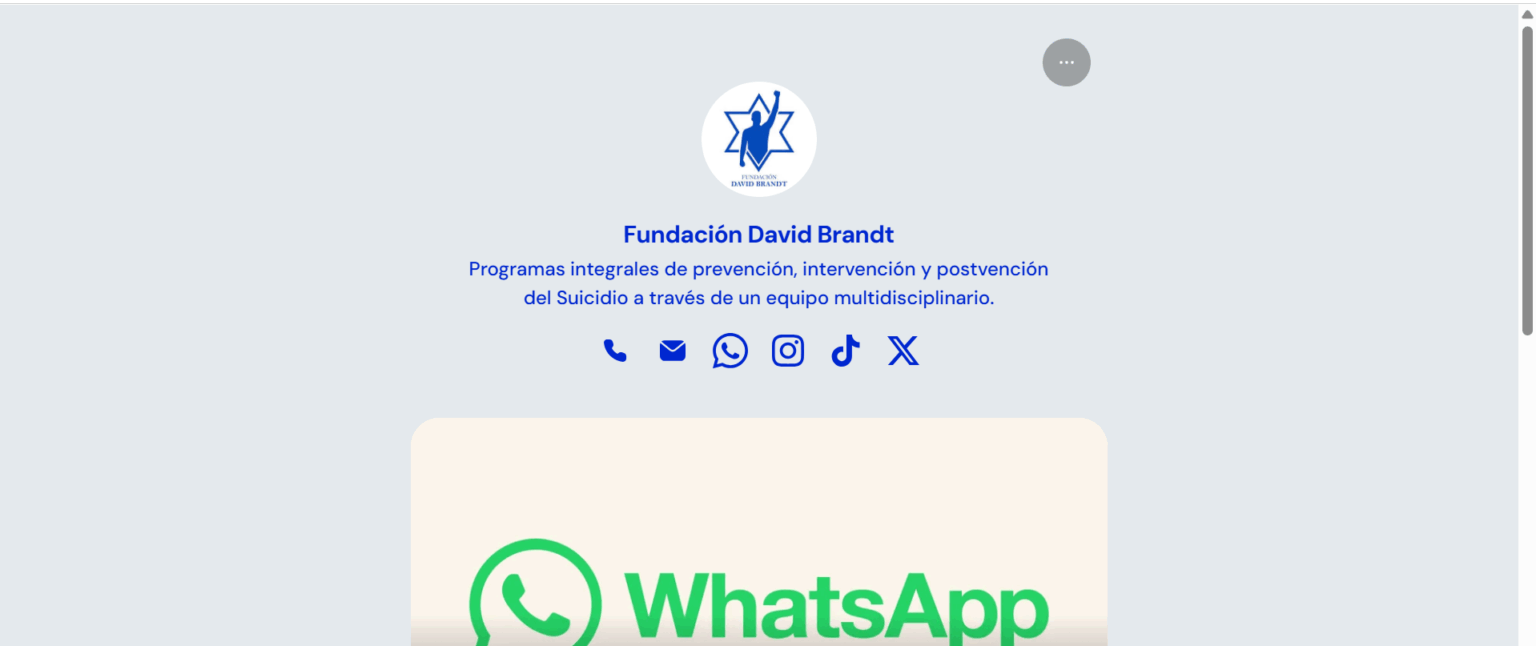 FUNDACIÓN
DAVID BRANDT
Fundación David Brandt
Programas integrales de prevención, intervención y postvención
del Suicidio a través de un equipo multidisciplinario.
WhatsApp